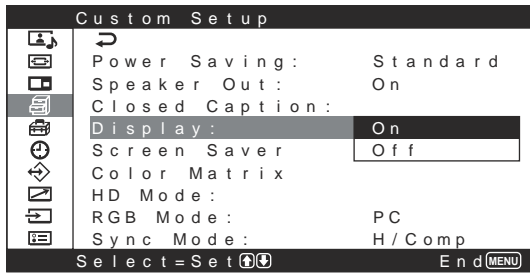 Custom Setup
Power Saving: Standard
Speaker Out: On
Closed Caption:
Display: On
Screen Saver Off
Color Matrix
HD Mode:
RGB Mode: PC
Sync Mode: H/Comp
Select=Set End MENU